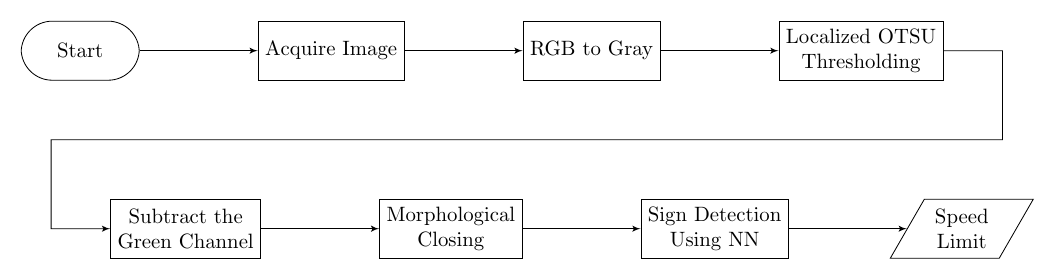 Start
Acquire Image
RGB to Gray
Localized OTSU
Thresholding
Subtract the
Green Channel
Morphological
Closing
Sign Detection
Using NN
Speed
Limit